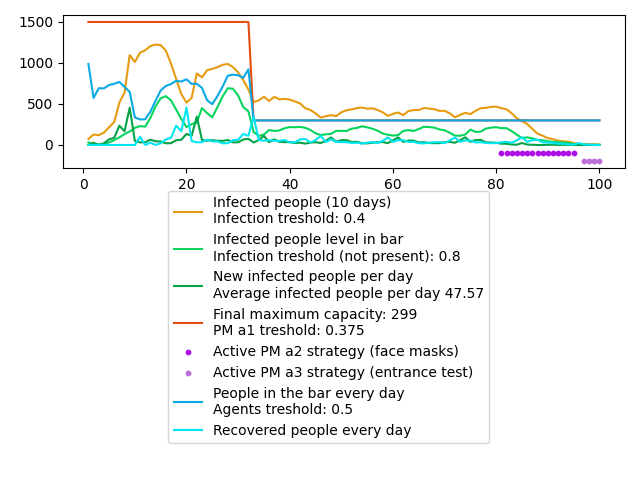 1500
1000
500
0
0 20 40 60 80 100
Infected people (10 days)
Infection treshold: 0.4
Infected people level in bar
Infection treshold (not present): 0.8
New infected people per day
Average infected people per day 47.57
Final maximum capacity: 299
PM a1 treshold: 0.375
Active PM a2 strategy (face masks)
Active PM a3 strategy (entrance test)
People in the bar every day
Agents treshold: 0.5
Recovered people every day